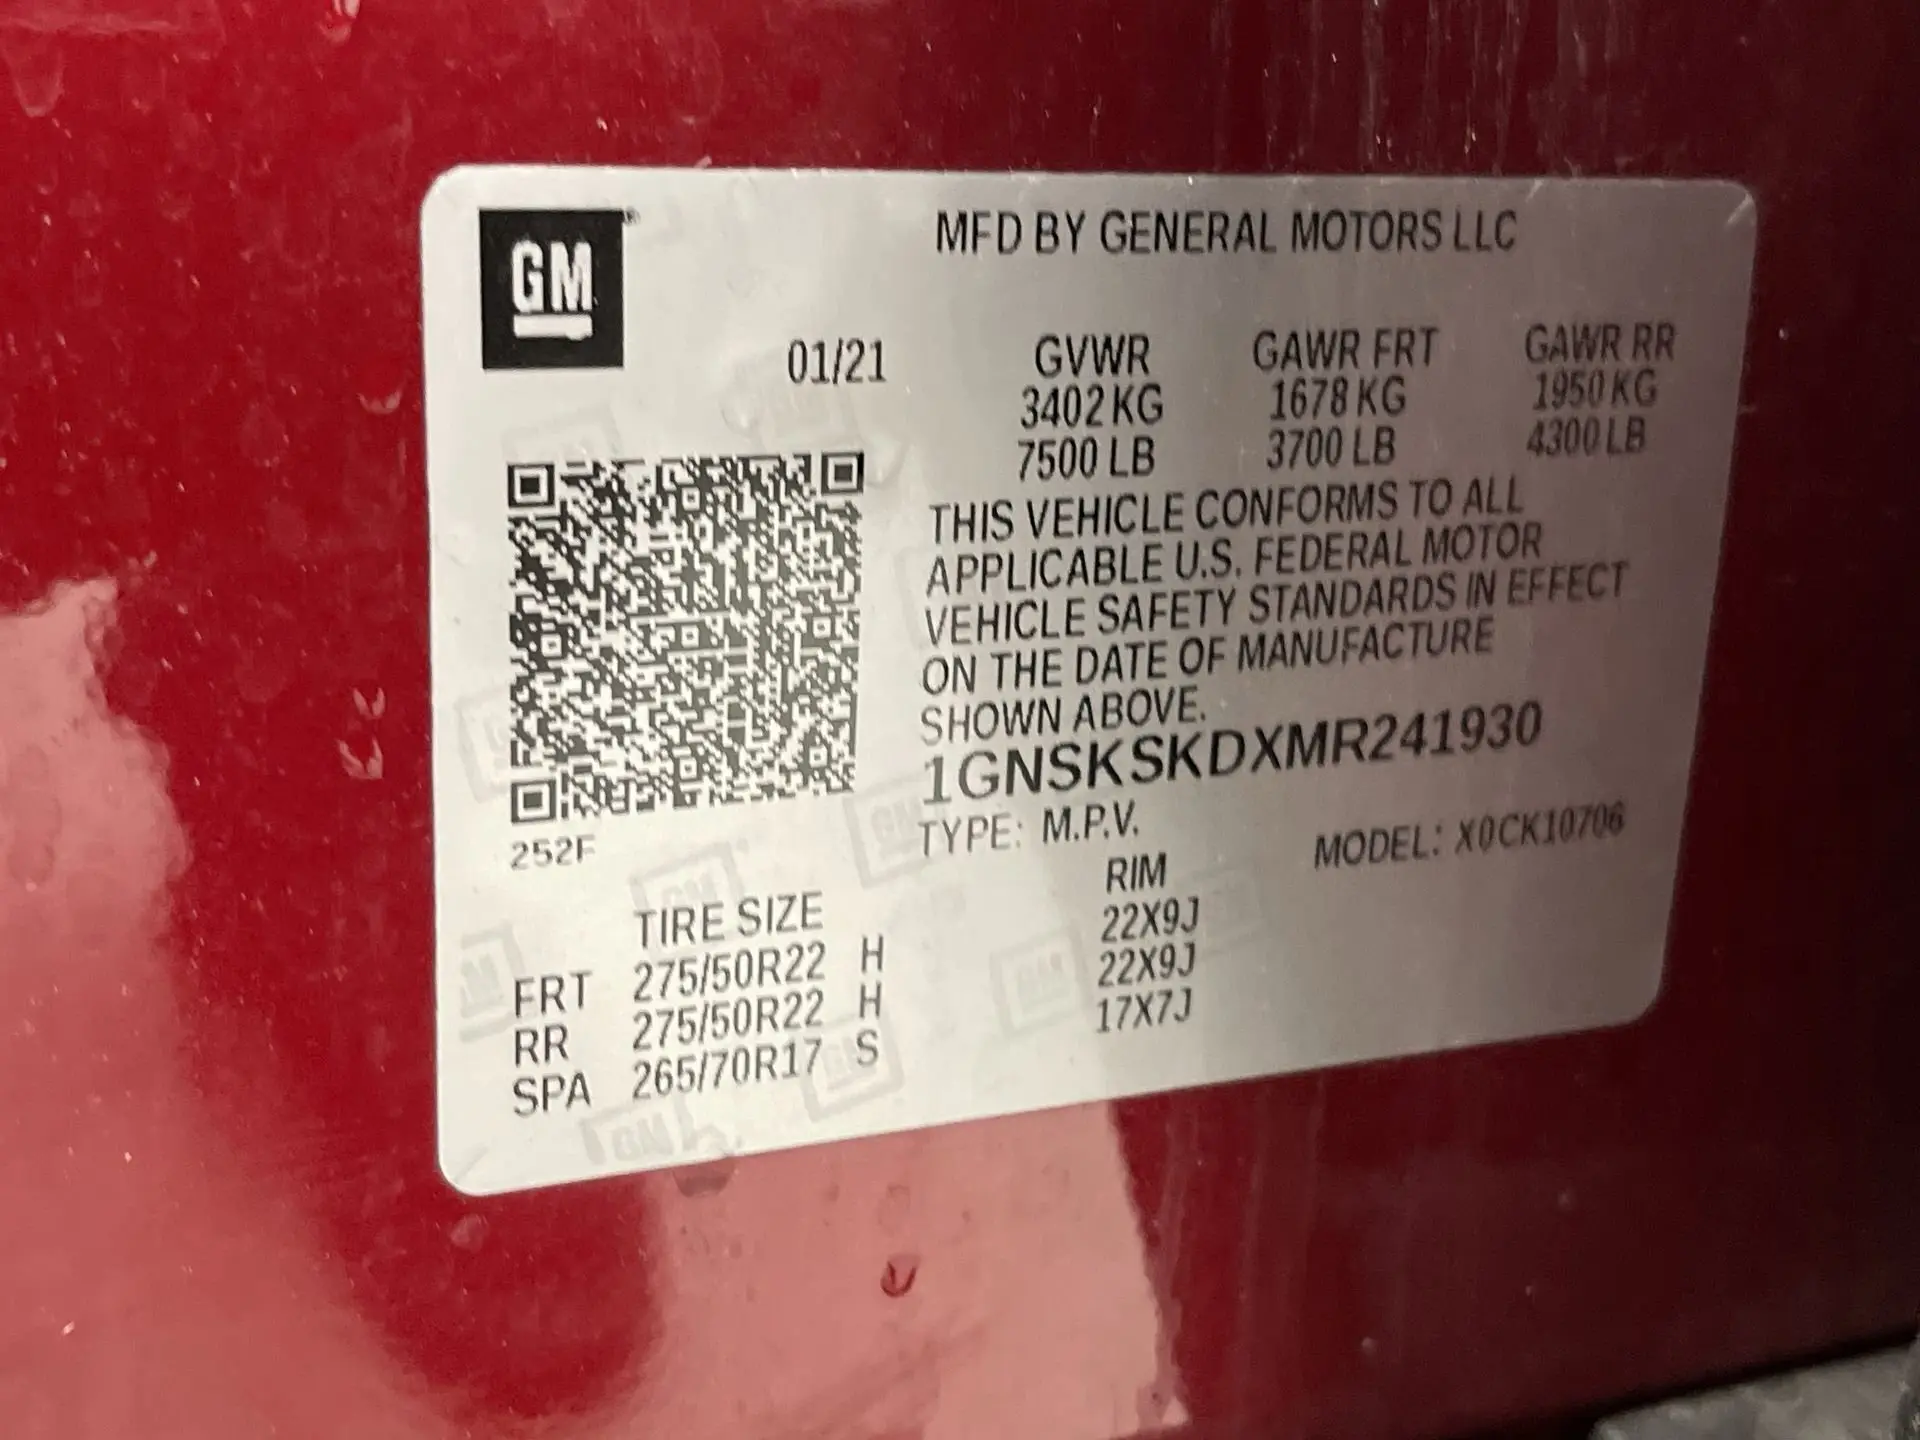 GM
MFD BY GENERAL MOTORS LLC
01/21
GVWR GAWR FRT GAWR RR
3402 KG 1678 KG 1950 KG
7500 LB 3700 LB 4300 LB
THIS VEHICLE CONFORMS TO ALL
APPLICABLE U.S. FEDERAL MOTOR
VEHICLE SAFETY STANDARDS IN EFFECT
ON THE DATE OF MANUFACTURE
SHOWN ABOVE.
1GNSKSKDXMR241930
252F
TYPE: M.P.V. MODEL: X0CK10706
TIRE SIZE RIM
FRT 275/50R22 H 22X9J
RR 275/50R22 H 22X9J
SPA 265/70R17 S 17X7J